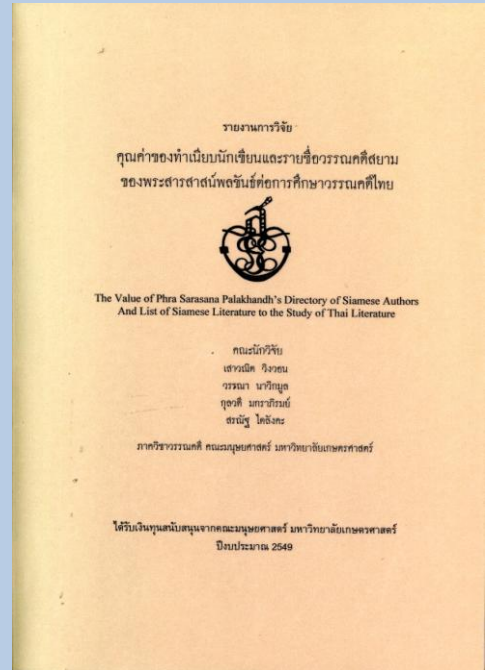 รายงานการวิจัย
คุณค่าของทำเนียบนักเขียนและรายชื่อวรรณคดีสยาม
ของพระสารสาสน์พลขันธ์ต่อการศึกษาวรรณคดีไทย
The Value of Phra Sarasana Palakhandh's Directory of Siamese Authors
And List of Siamese Literature to the Study of Thai Literature
คณะนักวิจัย
เสาวณิต วิงวอน
วรรณา นาวิกมูล
กุลวดี มกราภิรมย์
สรณัฐ ไตลังคะ
ภาควิชาวรรณคดี คณะมนุษยศาสตร์ มหาวิทยาลัยเกษตรศาสตร์
ได้รับเงินทุนสนับสนุนจากคณะมนุษยศาสตร์ มหาวิทยาลัยเกษตรศาสตร์
ปีงบประมาณ 2549